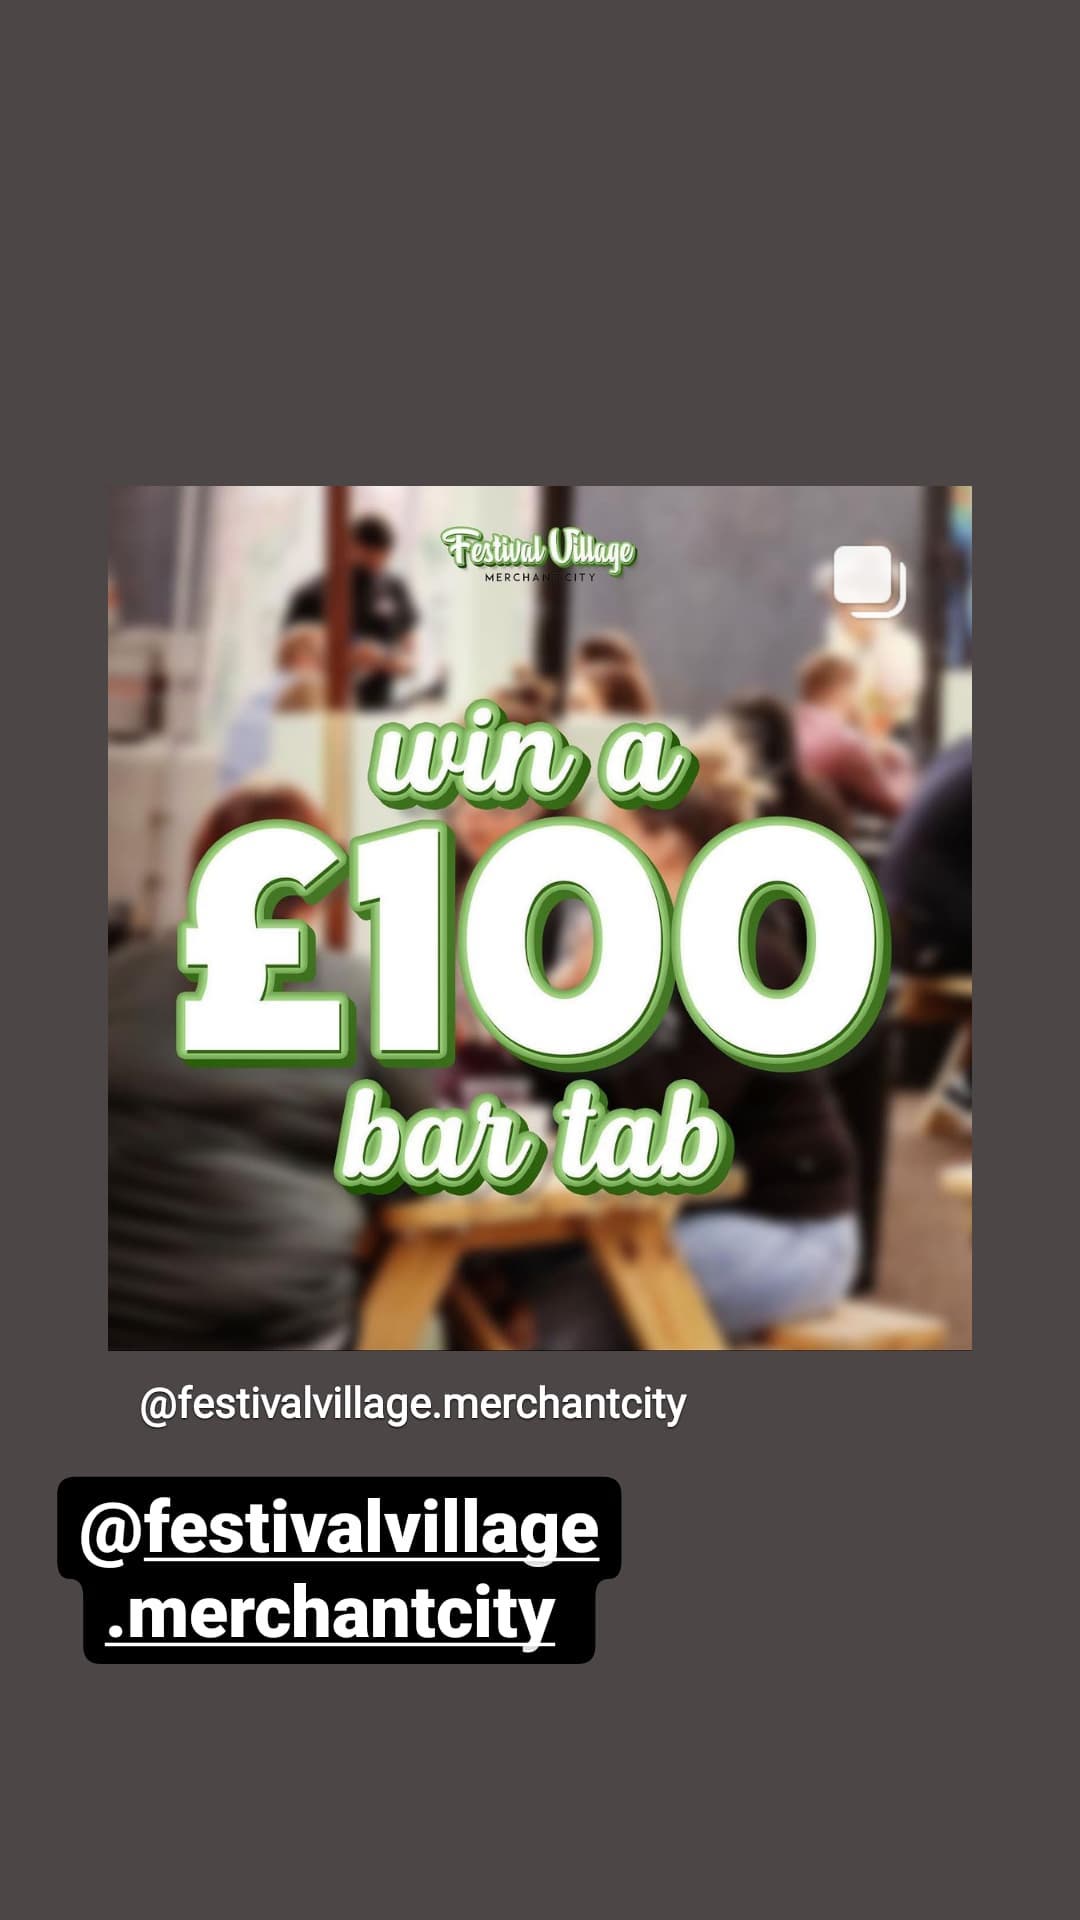 Festival Village
MERCHANT CITY
win a
£100
bar tab
@festivalvillage.merchantcity
@festivalvillage
.merchantcity